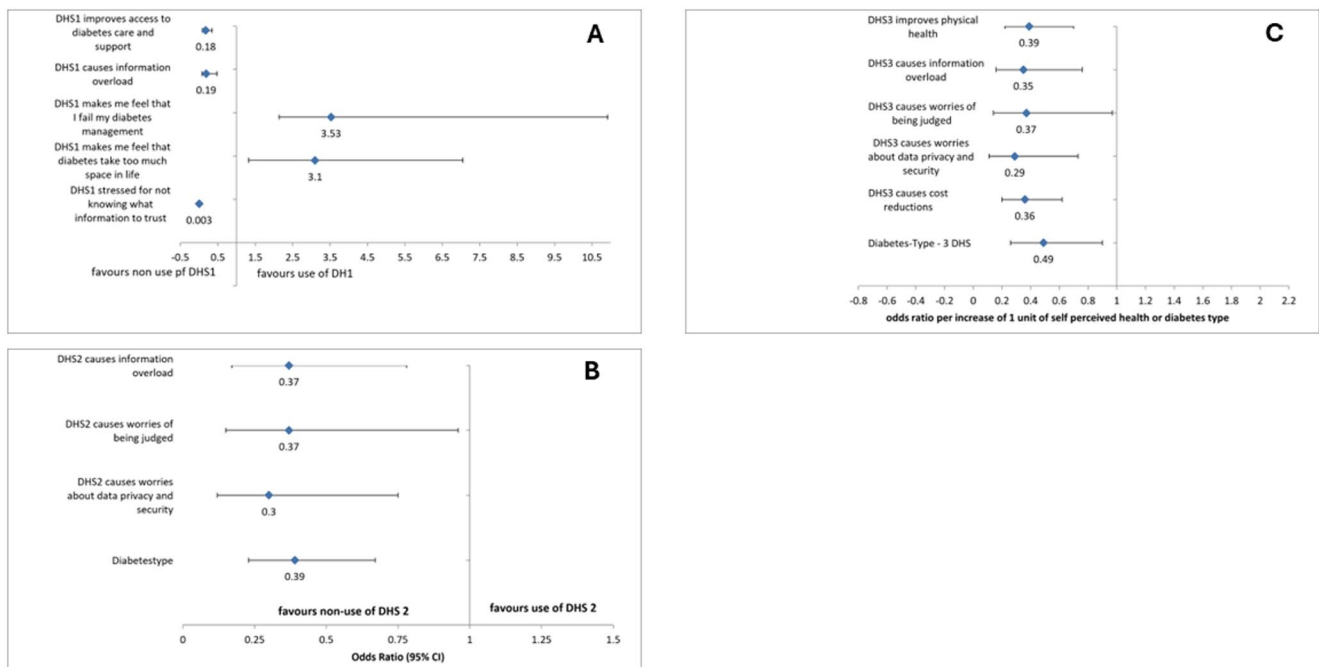 A
DHS1 improves access to
diabetes care and
support
0.18
DHS1 causes information
overload
0.19
DHS1 makes me feel that
I fail my diabetes
management
3.53
DHS1 makes me feel that
diabetes take too much
space in life
3.1
DHS1 stressed for not
knowing what
information to trust
0.003
-0.5 0.5 1.5 2.5 3.5 4.5 5.5 6.5 7.5 8.5 9.5 10.5
favours non use pf DHS1 favours use of DH1
B
DHS2 causes information
overload
0.37
DHS2 causes worries of
being judged
0.37
DHS2 causes worries
about data privacy and
security
0.3
Diabetestype
0.39
favours non-use of DHS 2 favours use of DHS 2
0 0.25 0.5 0.75 1 1.25 1.5
Odds Ratio (95% CI)
C
DHS3 improves physical
health
0.39
DHS3 causes information
overload
0.35
DHS3 causes worries of
being judged
0.37
DHS3 causes worries
about data privacy and
security
0.29
DHS3 causes cost
reductions
0.36
Diabetes-Type - 3 DHS
0.49
-0.8 -0.6 -0.4 -0.2 0 0.2 0.4 0.6 0.8 1 1.2 1.4 1.6 1.8 2 2.2
odds ratio per increase of 1 unit of self perceived health or diabetes type